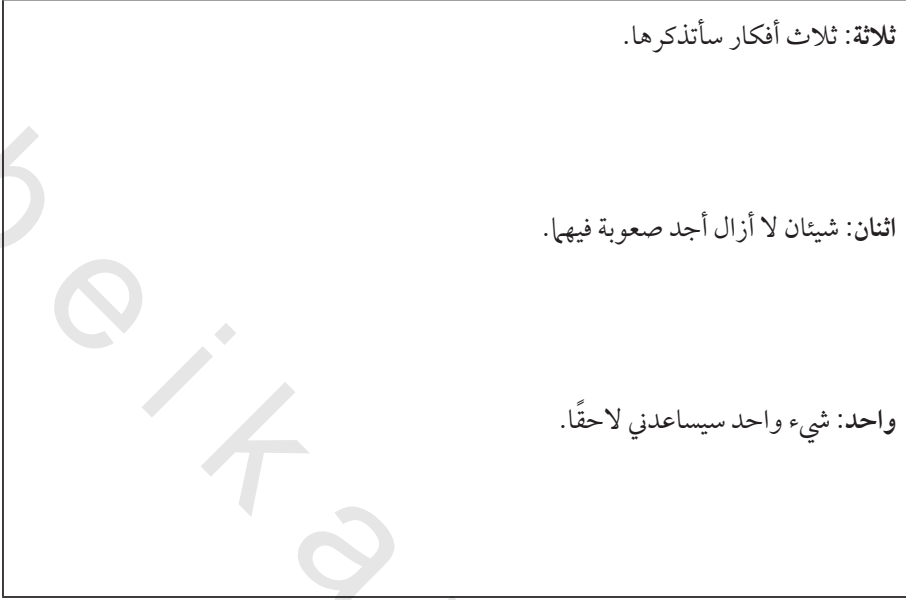 ثلاثة: ثلاث أفكار سأتذكرها.
اثنان: شيئان لا أزال أجد صعوبة فيهما.
واحد: شيء واحد سيساعدني لاحقًا.
b e i k a